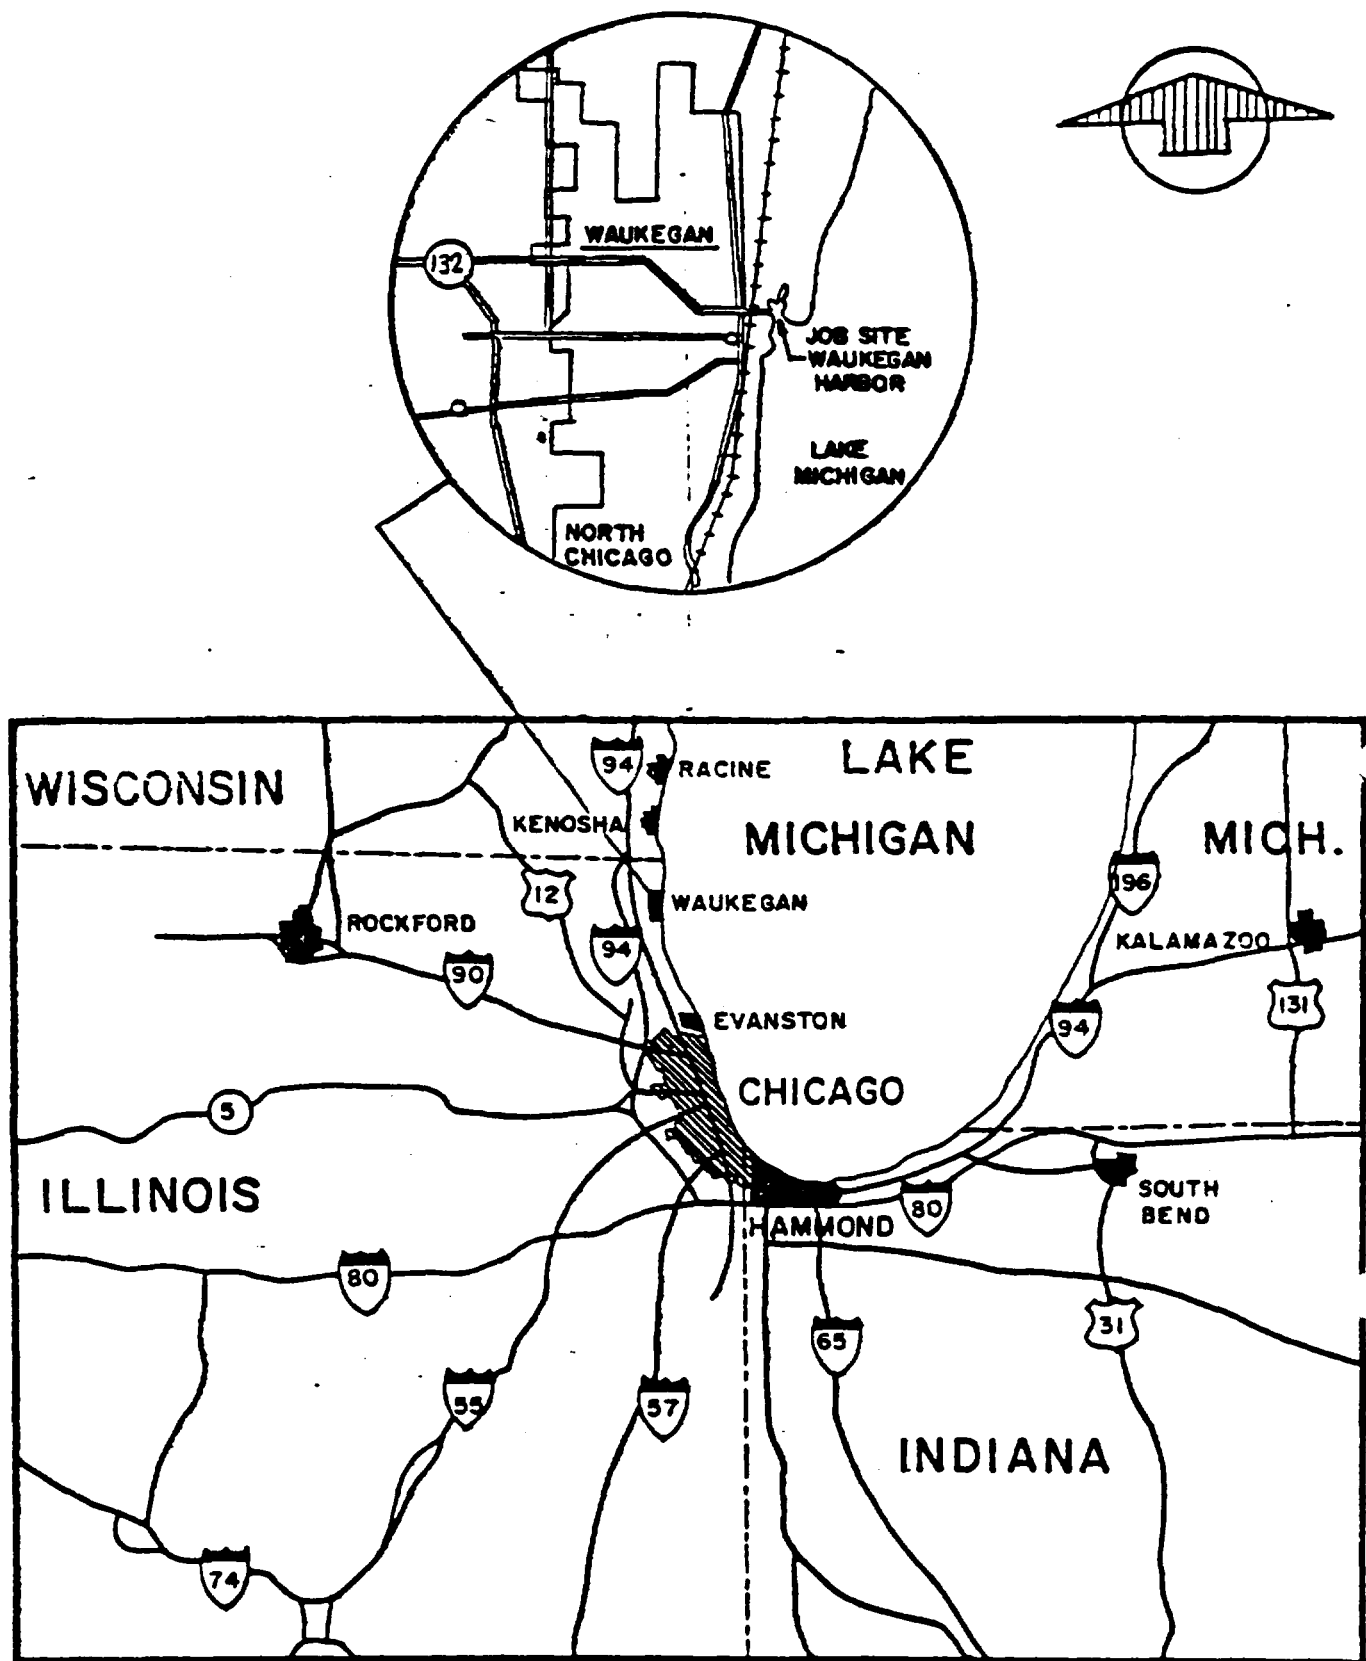 WAUKEGAN
132
JOB SITE
WAUKEGAN
HARBOR
LAKE
MICHIGAN
NORTH
CHICAGO
WISCONSIN
94
RACINE
LAKE
KENOSHA
MICHIGAN
MICH.
12
196
WAUKEGAN
ROCKFORD
94
KALAMAZOO
90
131
EVANSTON
94
CHICAGO
5
ILLINOIS
SOUTH
BEND
80
HAMMOND
80
31
65
55
57
INDIANA
74